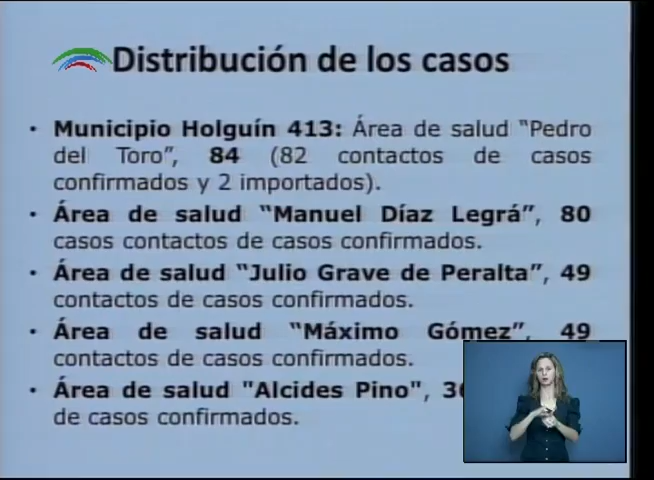 Distribución de los casos
• Municipio Holguín 413: Área de salud “Pedro
del Toro”, 84 (82 contactos de casos
confirmados y 2 importados).
• Área de salud “Manuel Díaz Legrá”, 80
casos contactos de casos confirmados.
• Área de salud “Julio Grave de Peralta”, 49
contactos de casos confirmados.
• Área de salud “Máximo Gómez”, 49
contactos de casos confirmados.
• Área de salud "Alcides Pino",
de casos confirmados.